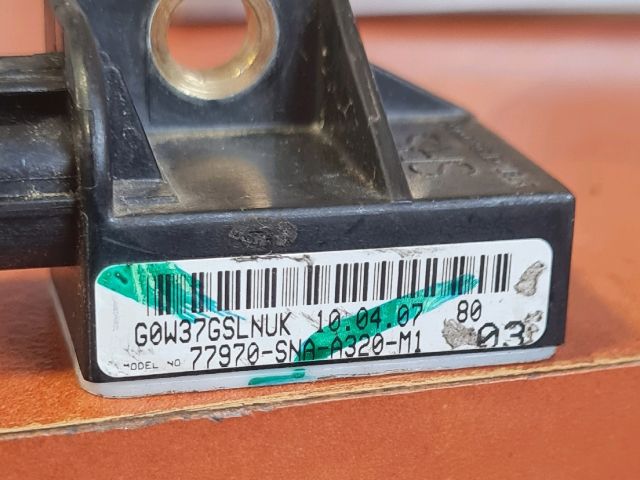 G0W37GSLNUK 10.04.07 80
03
MODEL NO 77970-SNA-A320-M1